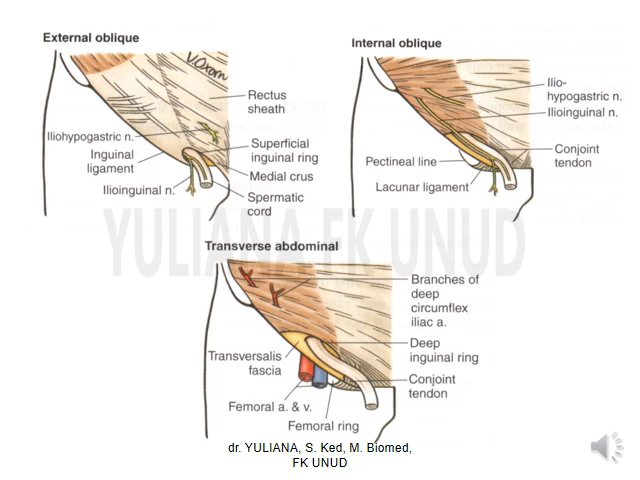 External oblique
V.Oxorn
Rectus
sheath
Iliohypogastric n.
Inguinal
ligament
Ilioinguinal n.
Superficial
inguinal ring
Medial crus
Spermatic
cord
Internal oblique
Ilio-
hypogastric n.
Ilioinguinal n.
Conjoint
tendon
Pectineal line
Lacunar ligament
YULIANA FK UNUD
Transverse abdominal
Branches of
deep
circumflex
iliac a.
Deep
inguinal ring
Transversalis
fascia
Conjoint
tendon
Femoral a. & v.
Femoral ring
dr. YULIANA, S. Ked, M. Biomed,
FK UNUD